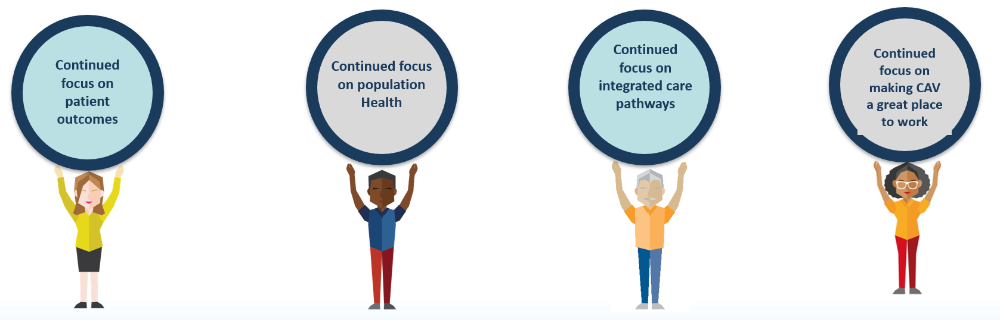 Continued
focus on
patient
outcomes
Continued focus
on population
Health
Continued
focus on
integrated care
pathways
Continued
focus on
making CAV
a great place
to work